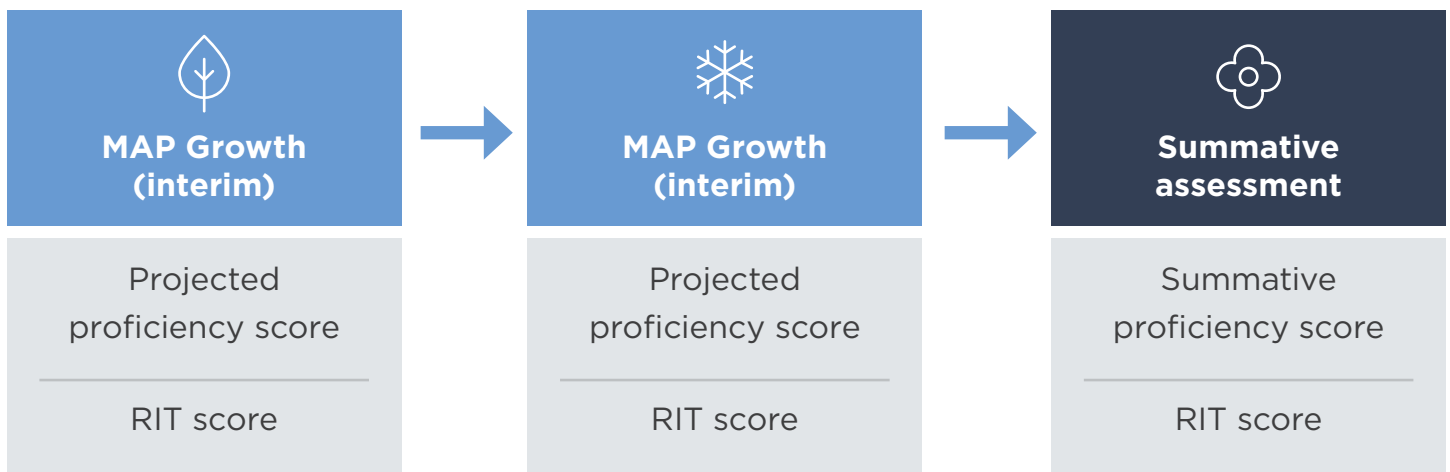 MAP Growth
(interim)
Projected
proficiency score
RIT score
MAP Growth
(interim)
Projected
proficiency score
RIT score
Summative
assessment
Summative
proficiency score
RIT score